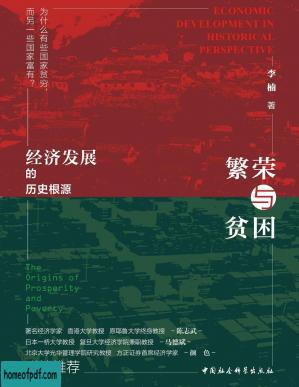 ECONOMIC
DEVELOPMENT IN
HISTORICAL
PERSPECTIVE
为什么有些国家贫穷，
而另一些国家富有？
李楠 著
经济发展
的
历史根源
繁荣
与
贫困
The
Origins of
Prosperity
and
Poverty
著名经济学家 香港大学教授 原耶鲁大学终身教授 - 陈志武 -
日本一桥大学教授 复旦大学经济学院兼职教授 - 马德斌 -
北京大学光华管理学院研究教授 方正证券首席经济学家 - 颜色 -
推荐
中国社会科学出版社
homeofpdf.com